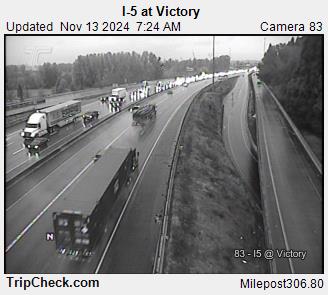 I-5 at Victory
Updated Nov 13 2024 7:24 AM Camera 83
N
83 - I5 @ Victory
TripCheck.com Milepost306.80